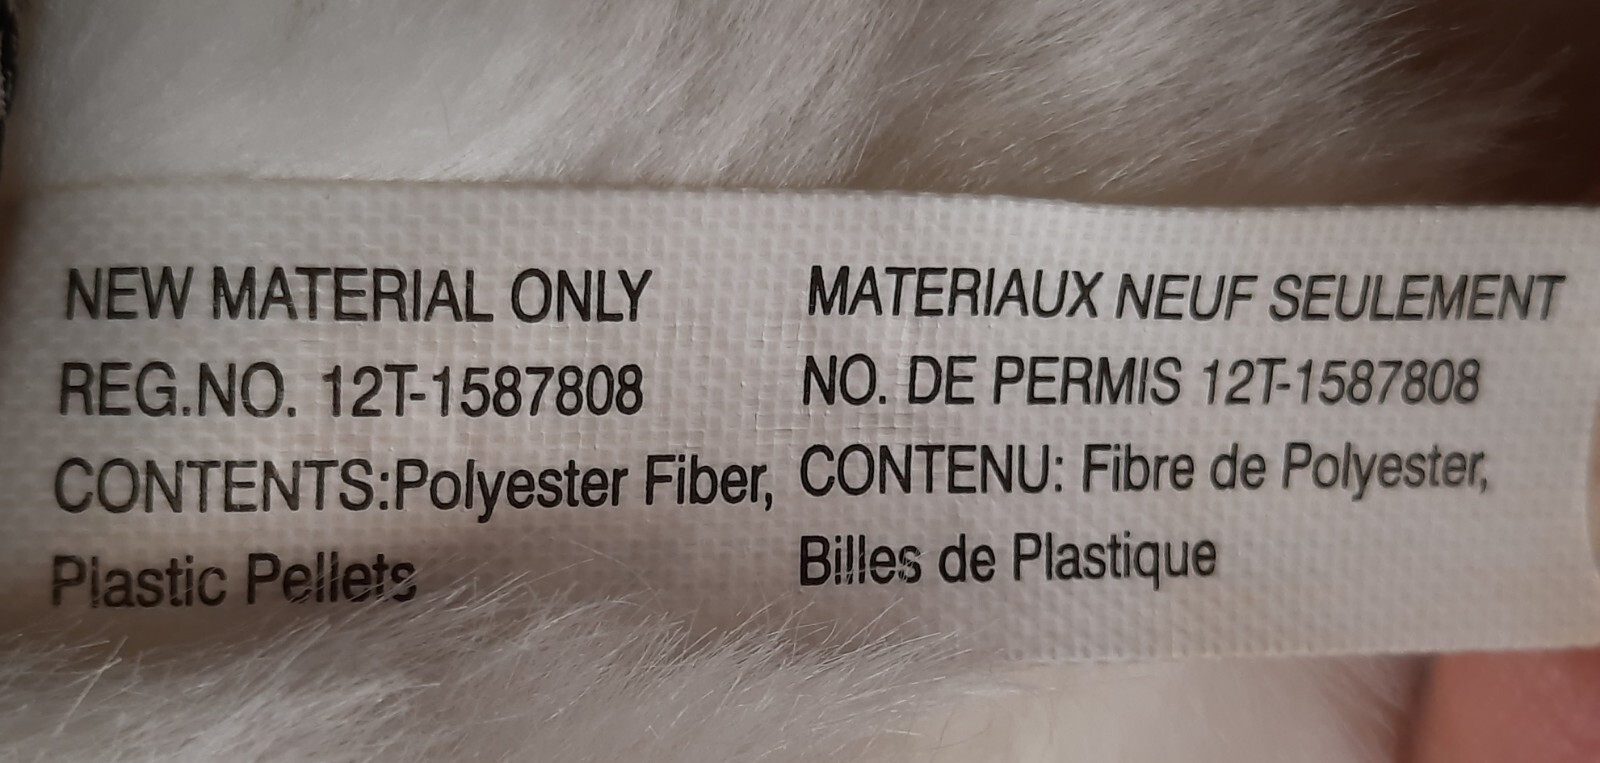 NEW MATERIAL ONLY
REG.NO. 12T-1587808
CONTENTS:Polyester Fiber,
Plastic Pellets
MATERIAUX NEUF SEULEMENT
NO. DE PERMIS 12T-1587808
CONTENU: Fibre de Polyester,
Billes de Plastique